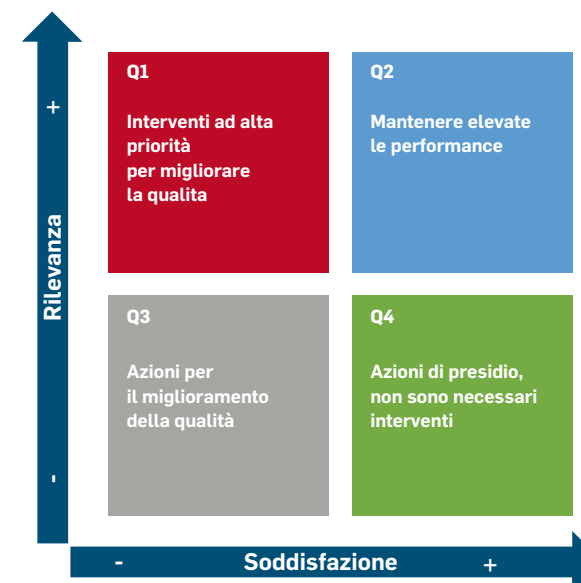 +
Rilevanza
-
Q1
Interventi ad alta
priorità
per migliorare
la qualita
Q2
Mantenere elevate
le performance
Q3
Azioni per
il miglioramento
della qualità
Q4
Azioni di presidio,
non sono necessari
interventi
- Soddisfazione +